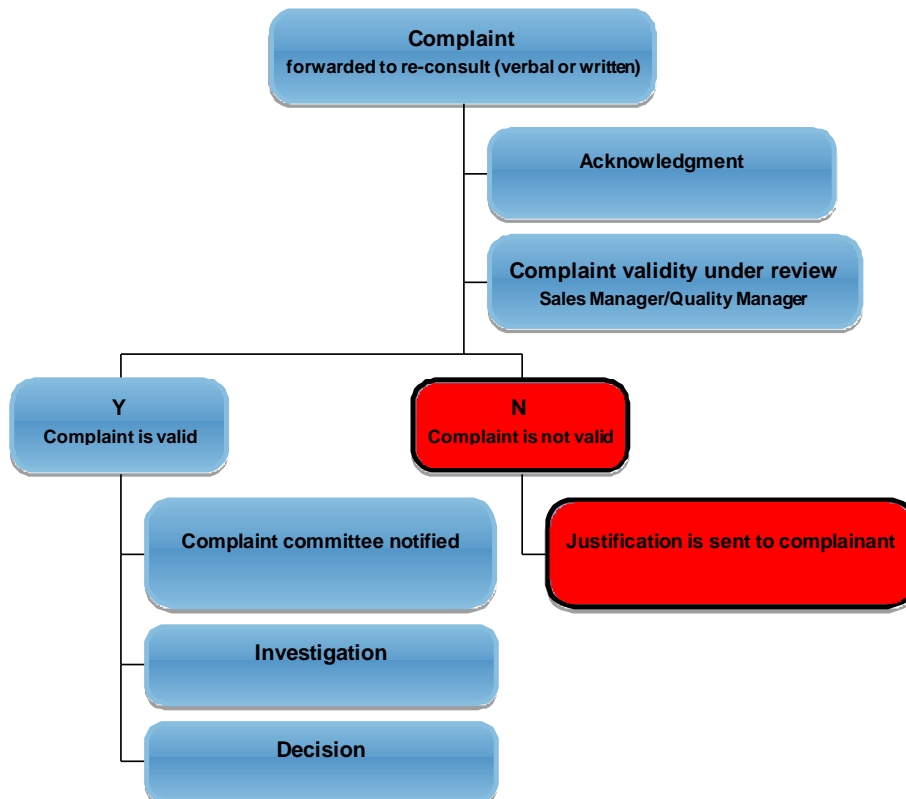 Complaint
forwarded to re-consult (verbal or written)
Acknowledgment
Complaint validity under review
Sales Manager/Quality Manager
Y
Complaint is valid
N
Complaint is not valid
Complaint committee notified
Justification is sent to complainant
Investigation
Decision